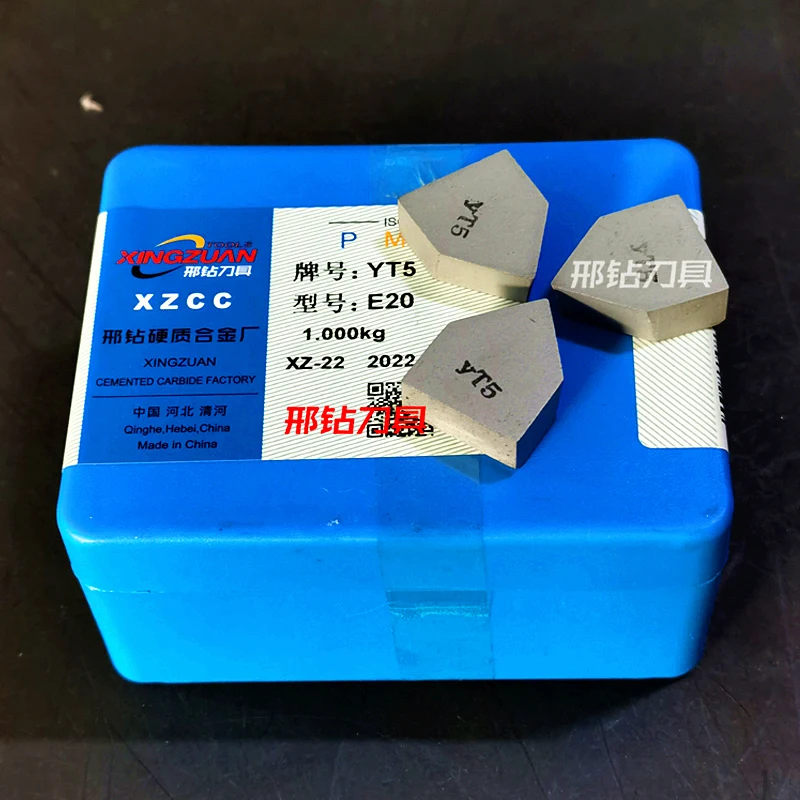 TOOLS
XINGZUAN
邢钻刀具
XZCC
邢钻硬质合金厂
XINGZUAN
CEMENTED CARBIDE FACTORY
中国 河北 清河
Qinghe,Hebei,China
Made in China
ISO
P M
牌号: YT5
型号: E20
1.000kg
XZ-22 2022
邢钻刀具
YT5
YT5
邢钻刀具